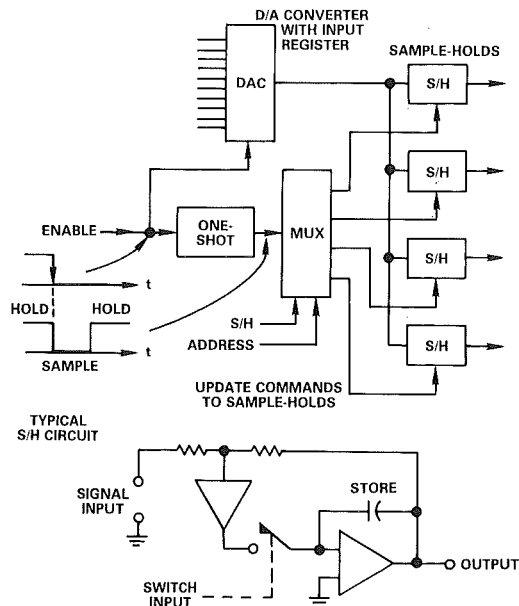 D/A CONVERTER
WITH INPUT
REGISTER
SAMPLE-HOLDS
DAC
S/H
S/H
ENABLE
ONE-
SHOT
MUX
t
HOLD
HOLD
S/H
t
SAMPLE
S/H
ADDRESS
S/H
UPDATE COMMANDS
TO SAMPLE-HOLDS
TYPICAL
S/H CIRCUIT
SIGNAL
INPUT
STORE
OUTPUT
SWITCH
INPUT